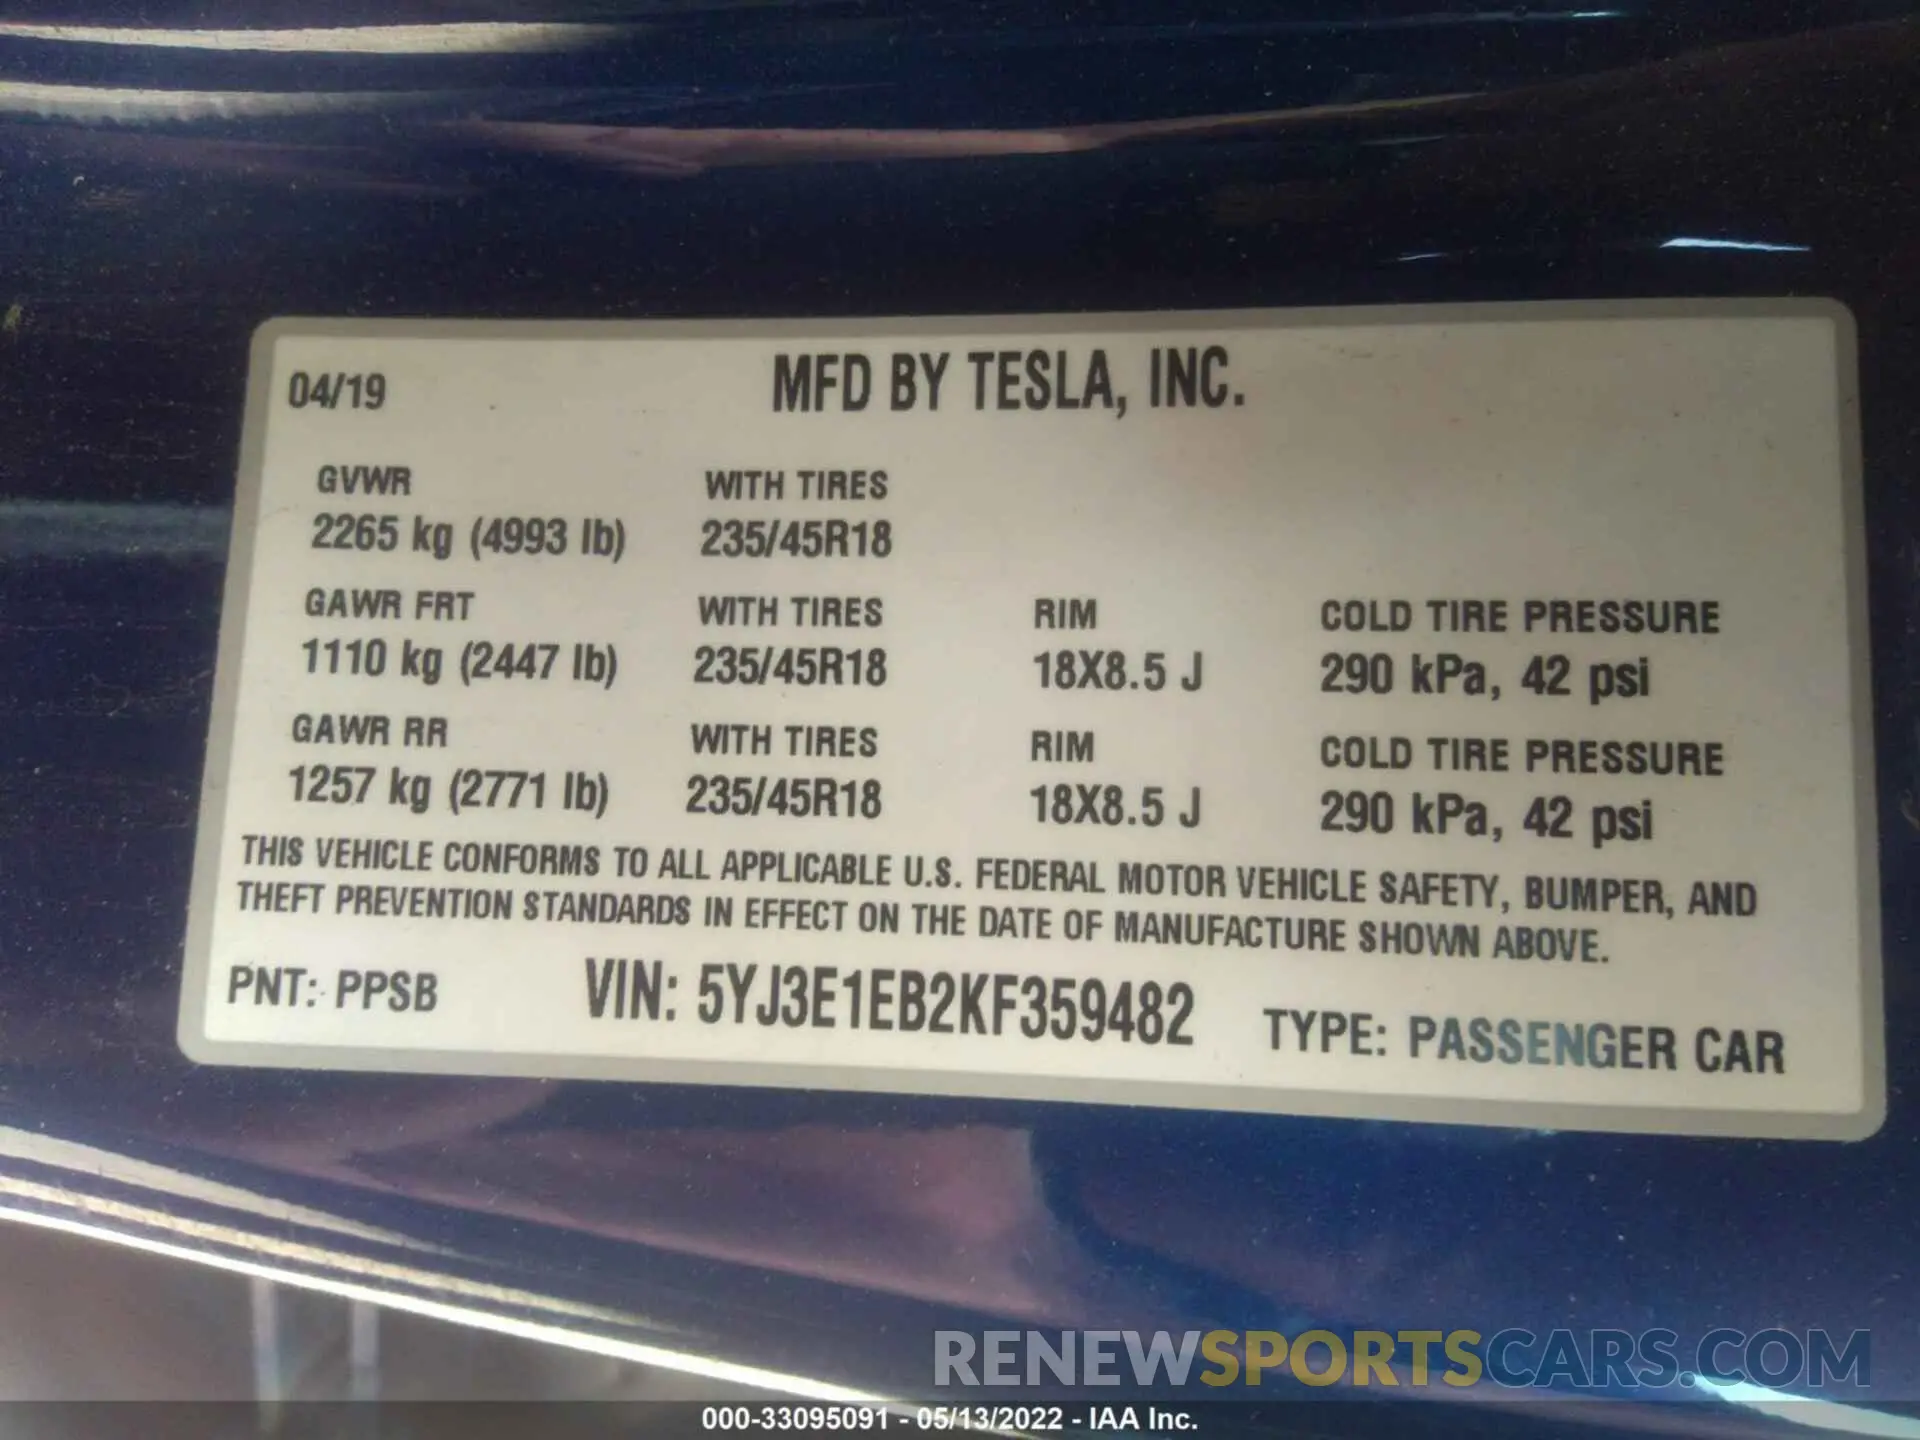 04/19 MFD BY TESLA, INC.
GVWR WITH TIRES
2265 kg (4993 lb) 235/45R18
GAWR FRT WITH TIRES RIM COLD TIRE PRESSURE
1110 kg (2447 lb) 235/45R18 18X8.5 J 290 kPa, 42 psi
GAWR RR WITH TIRES RIM COLD TIRE PRESSURE
1257 kg (2771 lb) 235/45R18 18X8.5 J 290 kPa, 42 psi
THIS VEHICLE CONFORMS TO ALL APPLICABLE U.S. FEDERAL MOTOR VEHICLE SAFETY, BUMPER, AND
THEFT PREVENTION STANDARDS IN EFFECT ON THE DATE OF MANUFACTURE SHOWN ABOVE.
PNT: PPSB VIN: 5YJ3E1EB2KF359482 TYPE: PASSENGER CAR
RENEWSPORTSCARS.COM
000-33095091 - 05/13/2022 - IAA Inc.